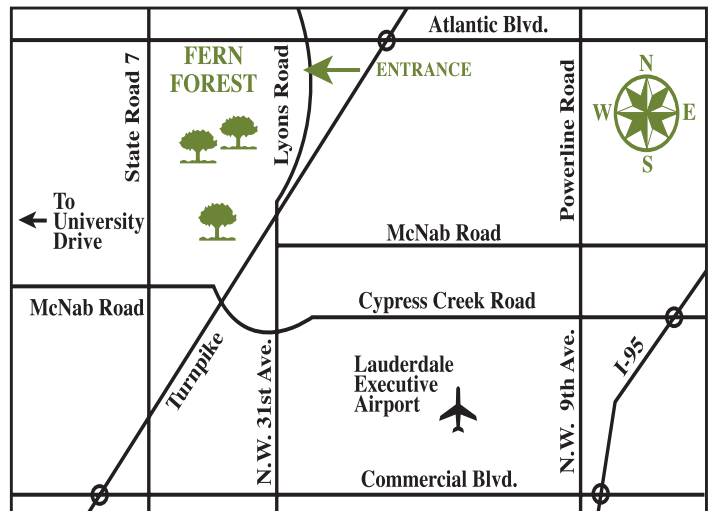 Atlantic Blvd.
FERN
FOREST
State Road 7
Lyons Road
ENTRANCE
Powerline Road
N
W
E
S
To
University
Drive
McNab Road
McNab Road
Cypress Creek Road
Turnpike
N.W. 31st Ave.
Lauderdale
Executive
Airport
N.W. 9th Ave.
I-95
Commercial Blvd.